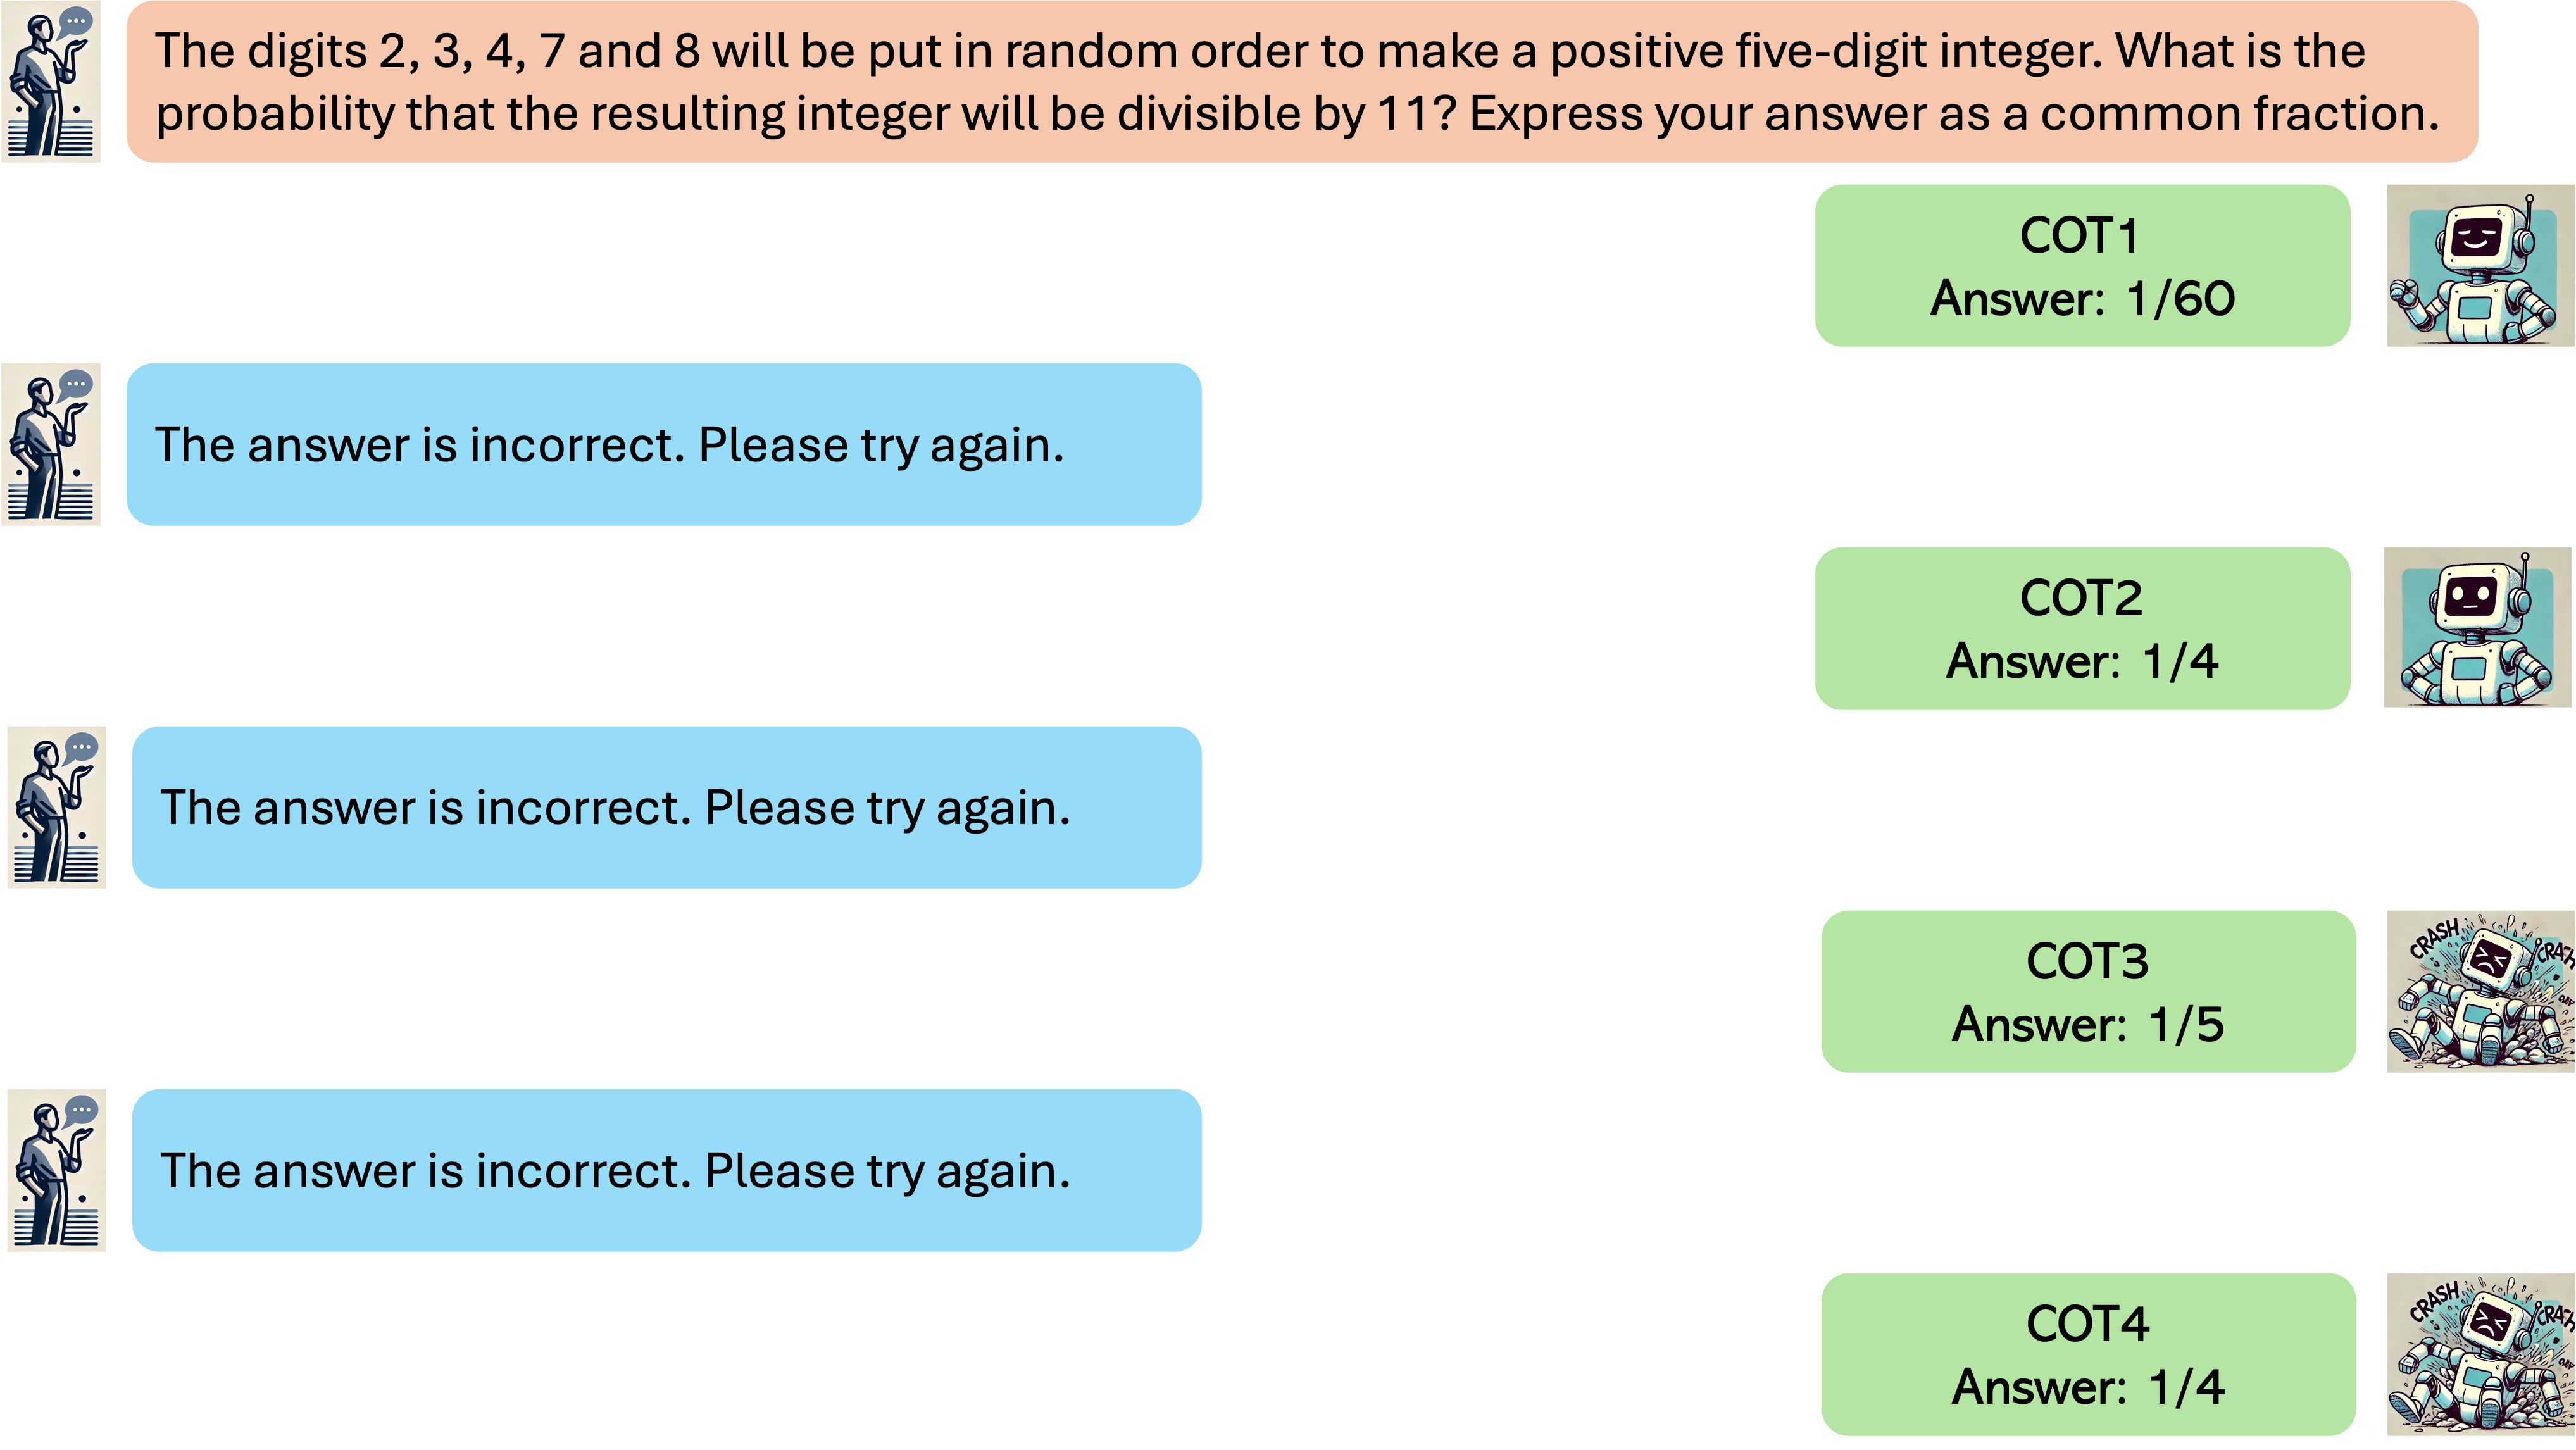 The digits 2, 3, 4, 7 and 8 will be put in random order to make a positive five-digit integer. What is the
probability that the resulting integer will be divisible by 11? Express your answer as a common fraction.
COT1
Answer: 1/60
The answer is incorrect. Please try again.
COT2
Answer: 1/4
The answer is incorrect. Please try again.
CRASH
COT3
Answer: 1/5
The answer is incorrect. Please try again.
CRASH
COT4
Answer: 1/4